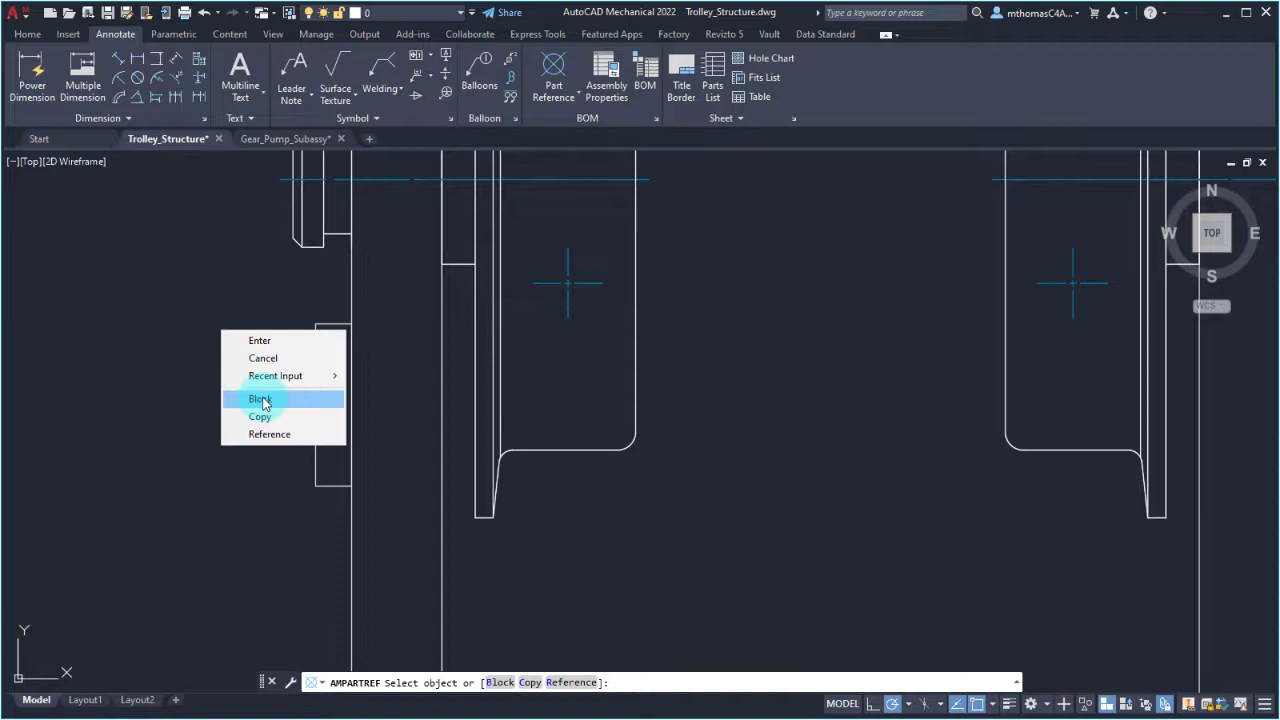 0
Share
AutoCAD Mechanical 2022 Trolley_Structure.dwg
Type a keyword or phrase
mthomasC4A...
Home Insert Annotate Parametric Content View Manage Output Add-ins Collaborate Express Tools Featured Apps Factory Revizto 5 Vault Data Standard
Power Dimension
Multiple Dimension
Multiline Text
Leader Note
Surface Texture
Welding
Balloons
Part Reference
Assembly Properties
BOM
Title Border
Parts List
Hole Chart
Fits List
Table
Dimension Text Symbol Balloon BOM Sheet
Start Trolley_Structure* Gear_Pump_Subassy*
[−][Top][2D Wireframe]
N
W TOP E
S
WCS
Enter
Cancel
Recent Input
Block
Copy
Reference
Y
X
AMPARTREF Select object or [Block Copy Reference]:
Model Layout1 Layout2
MODEL